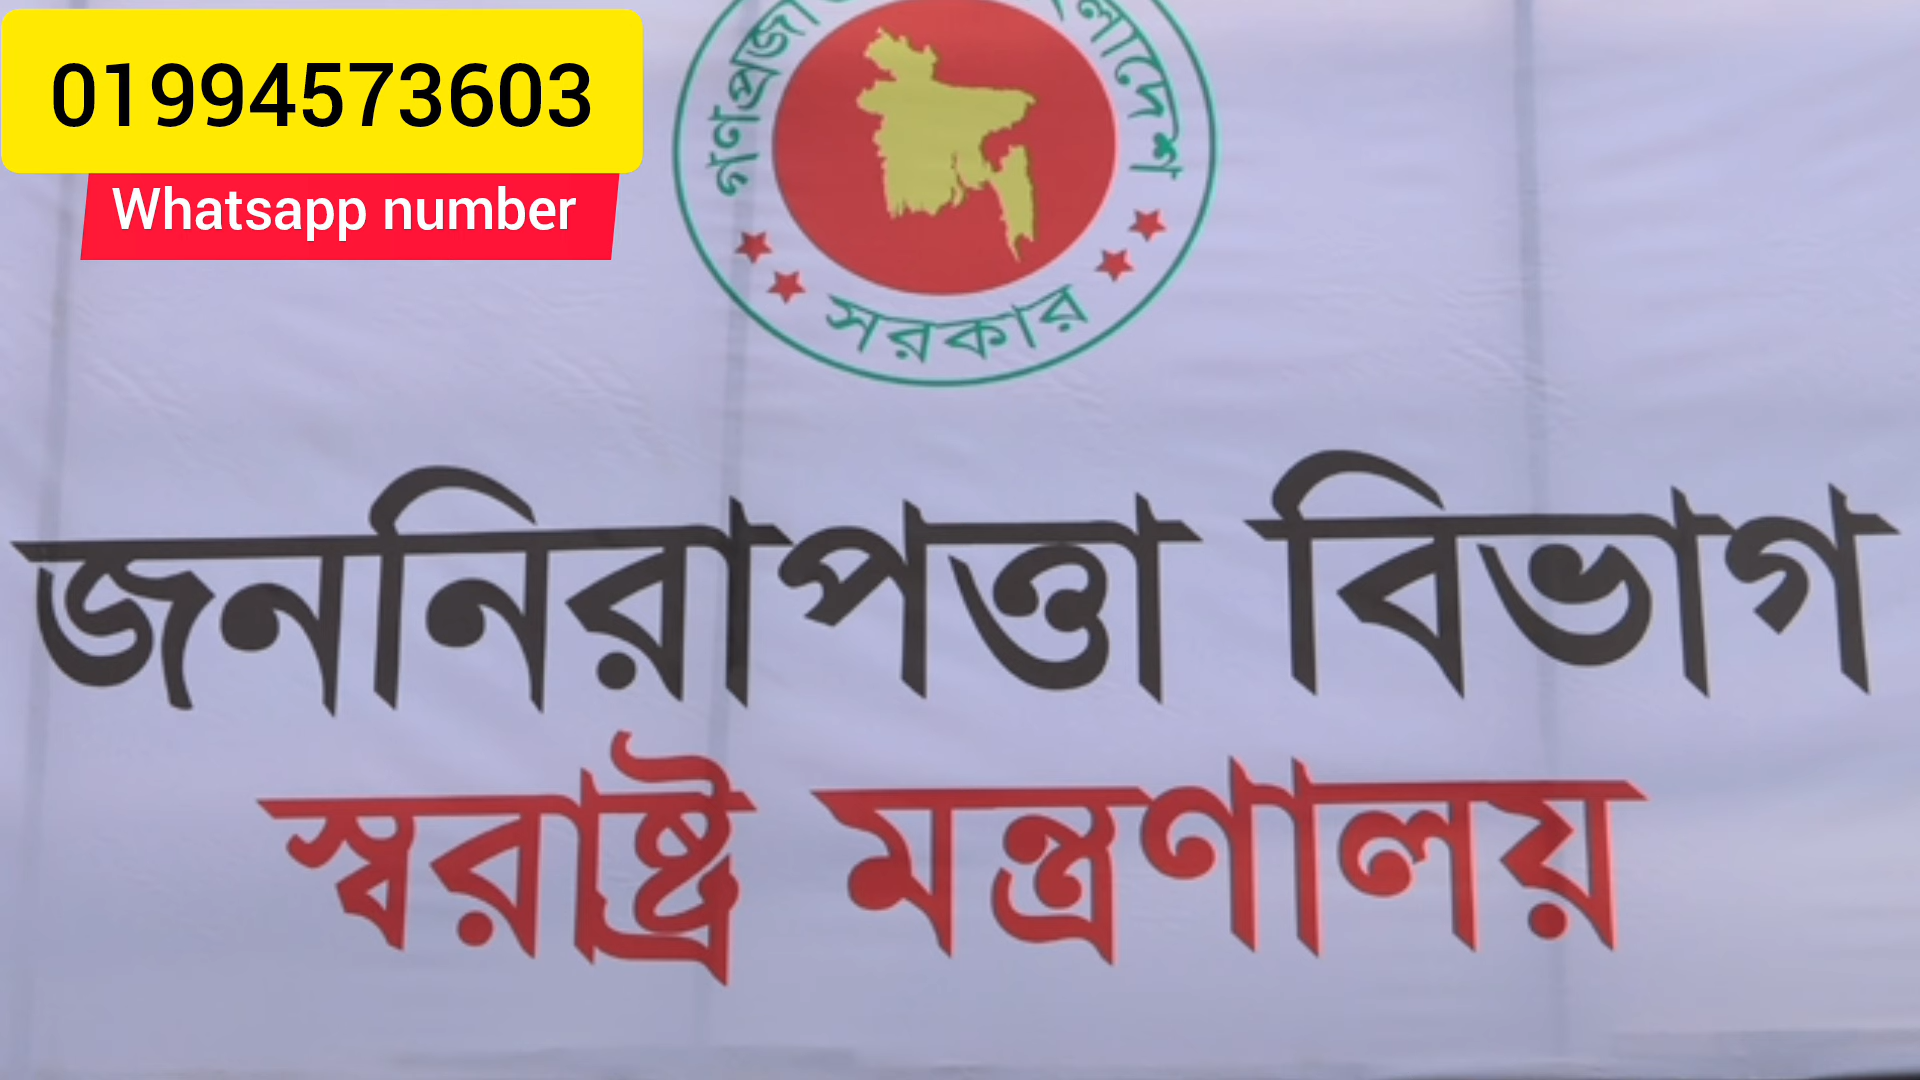 01994573603
Whatsapp number
সরকার
জননিরাপত্তা বিভাগ
স্বরাষ্ট্র মন্ত্রণালয়